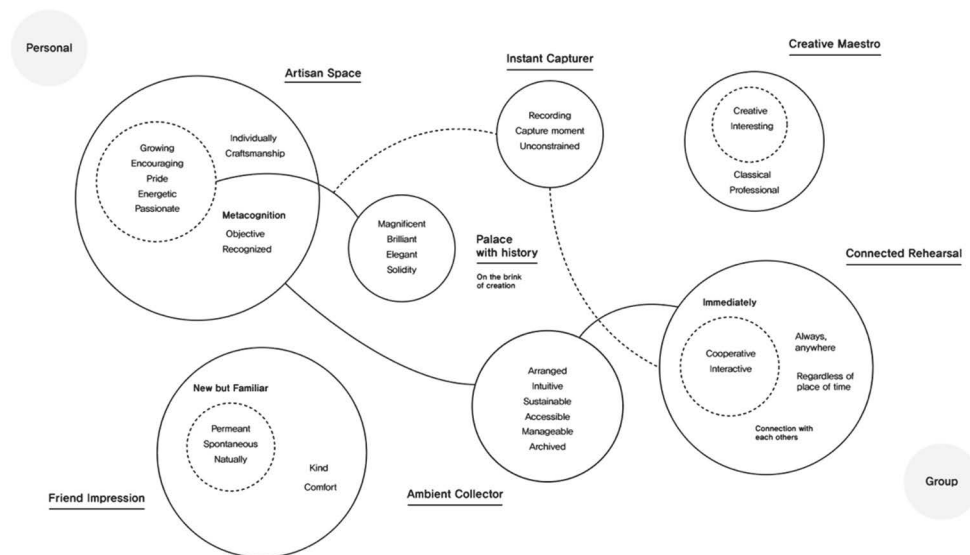 Personal
Artisan Space
Growing
Encouraging
Pride
Energetic
Passionate
Individually
Craftsmanship
Metacognition
Objective
Recognized
Instant Capturer
Recording
Capture moment
Unconstrained
Creative Maestro
Creative
Interesting
Classical
Professional
Magnificent
Brilliant
Elegant
Solidity
Palace
with history
On the brink
of creation
Connected Rehearsal
Immediately
Cooperative
Interactive
Always,
anywhere
Regardless of
place of time
Connection with
each others
Arranged
Intuitive
Sustainable
Accessible
Manageable
Archived
Ambient Collector
New but Familiar
Permeant
Spontaneous
Natually
Kind
Comfort
Friend Impression
Group